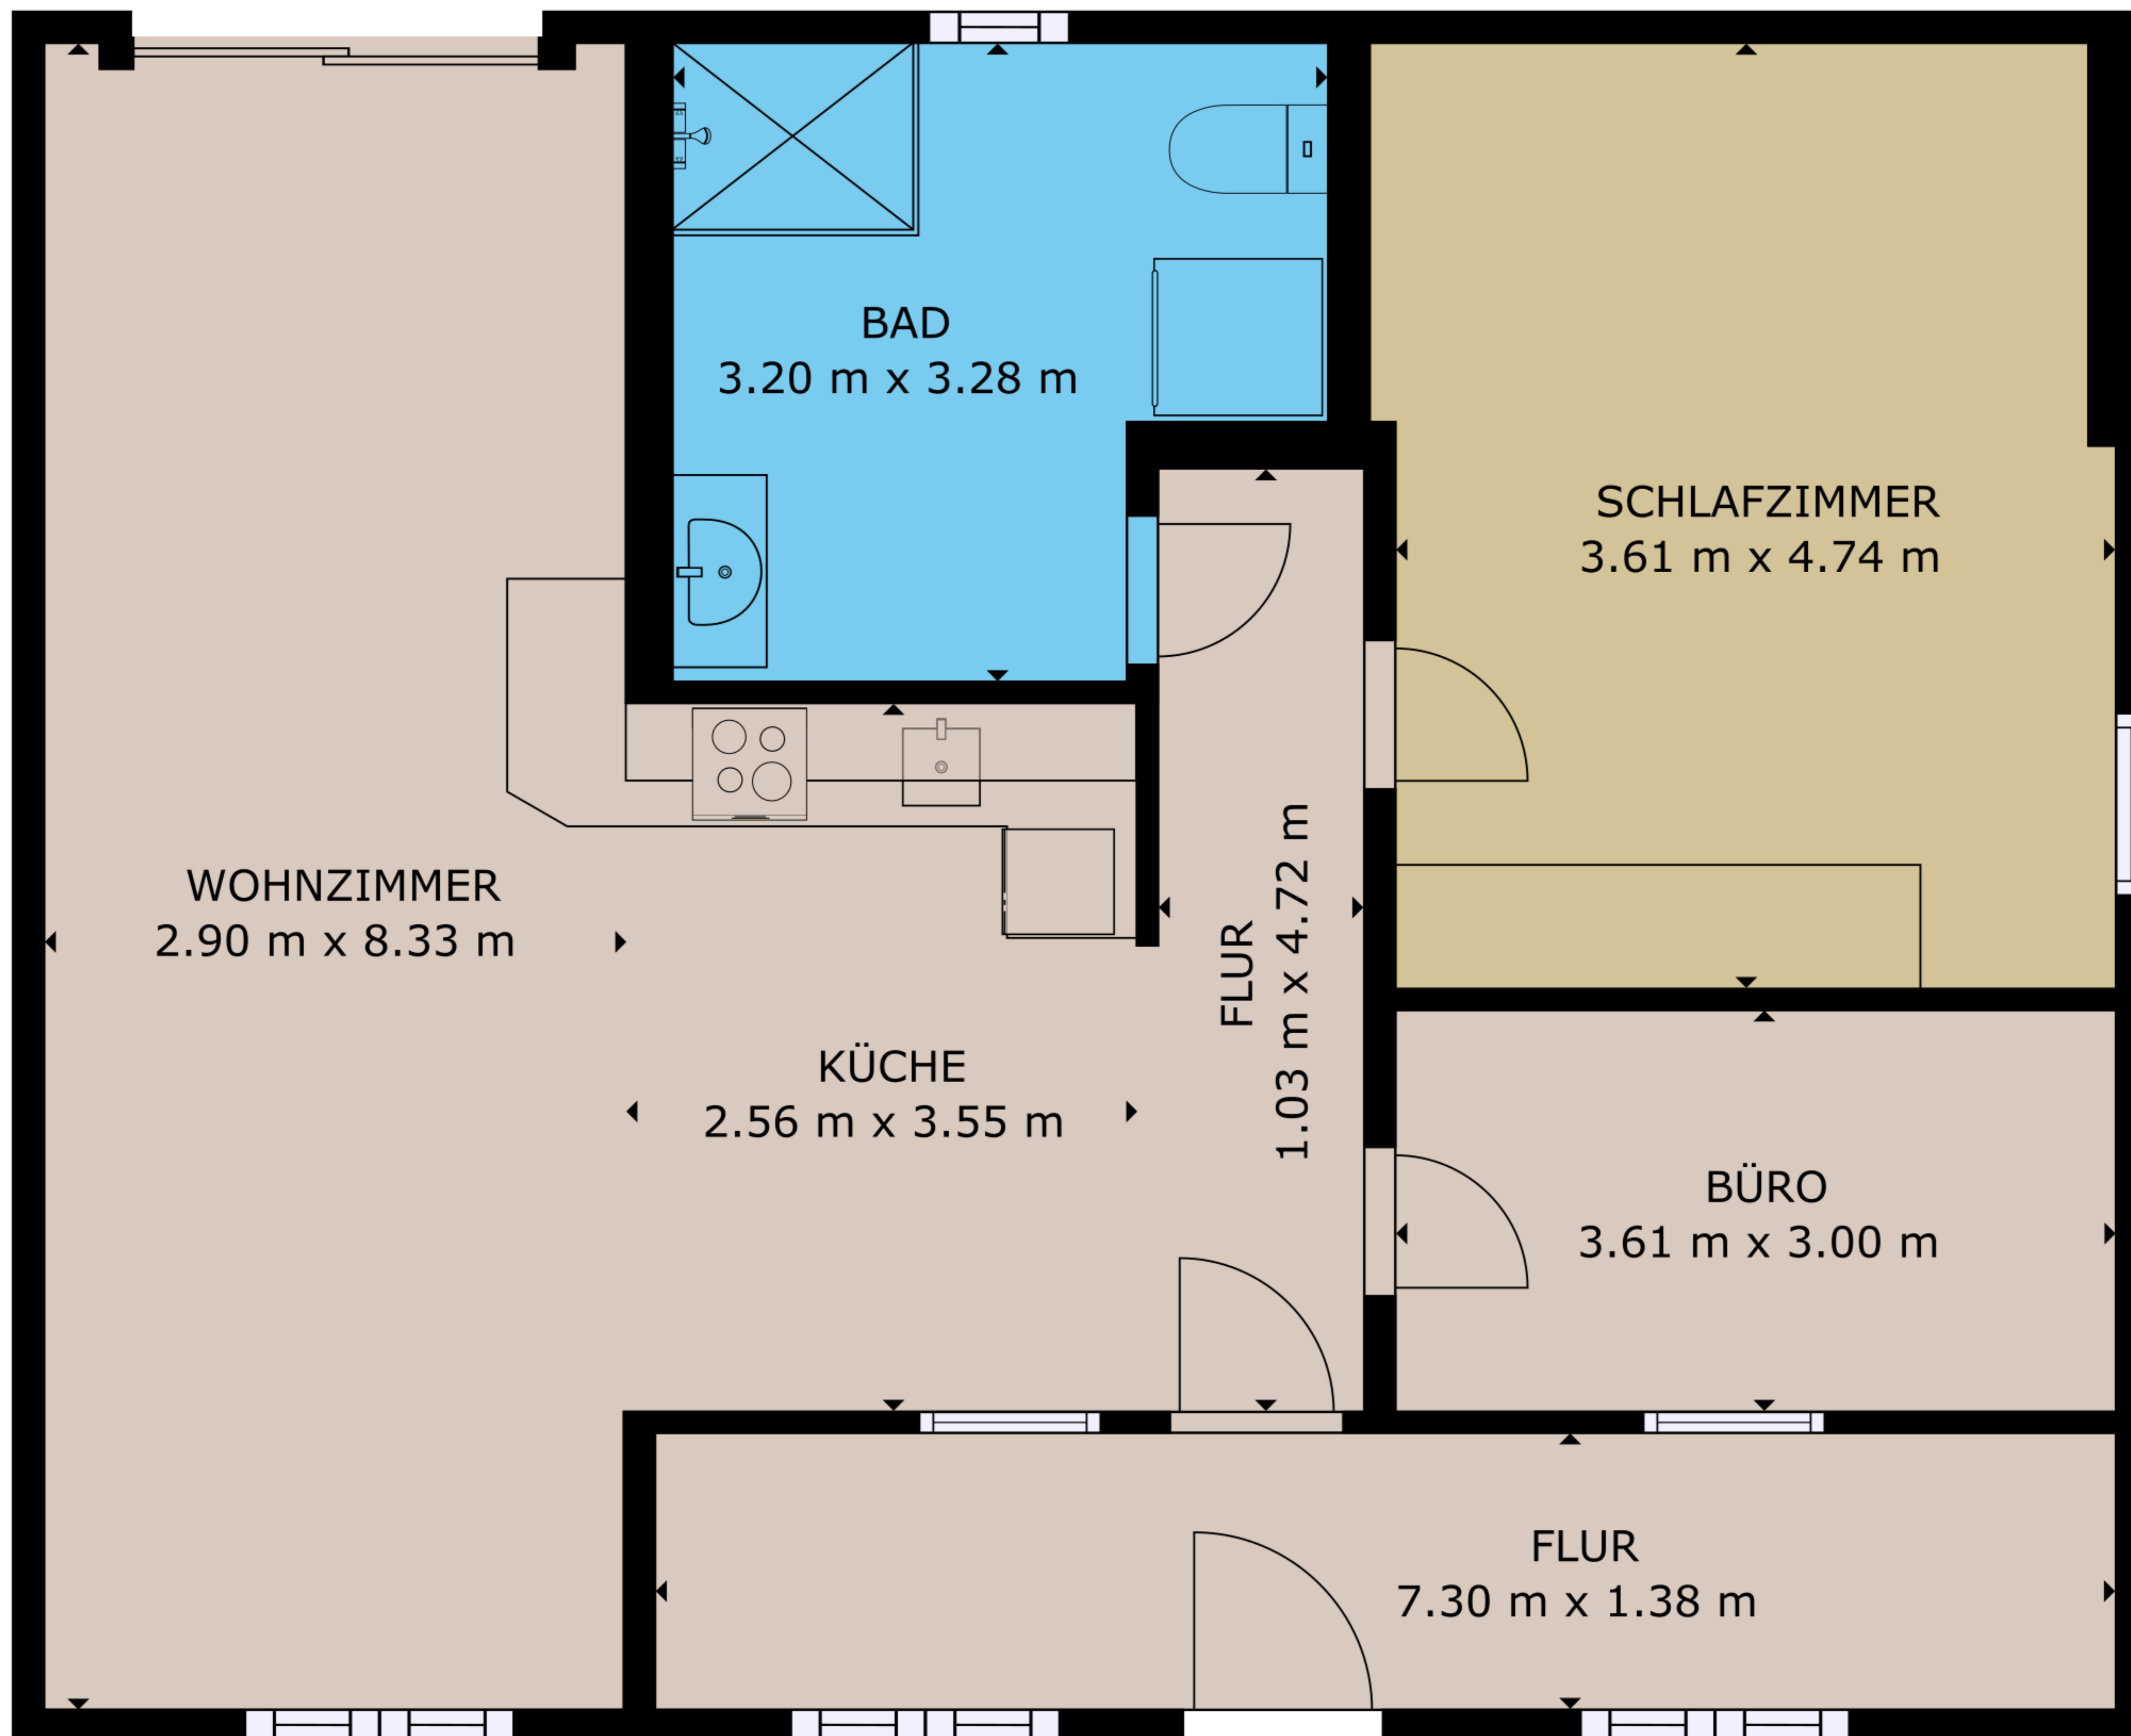 BAD
3.20 m x 3.28 m
SCHLAFZIMMER
3.61 m x 4.74 m
WOHNZIMMER
2.90 m x 8.33 m
KÜCHE
2.56 m x 3.55 m
FLUR
1.03 m x 4.72 m
BÜRO
3.61 m x 3.00 m
FLUR
7.30 m x 1.38 m